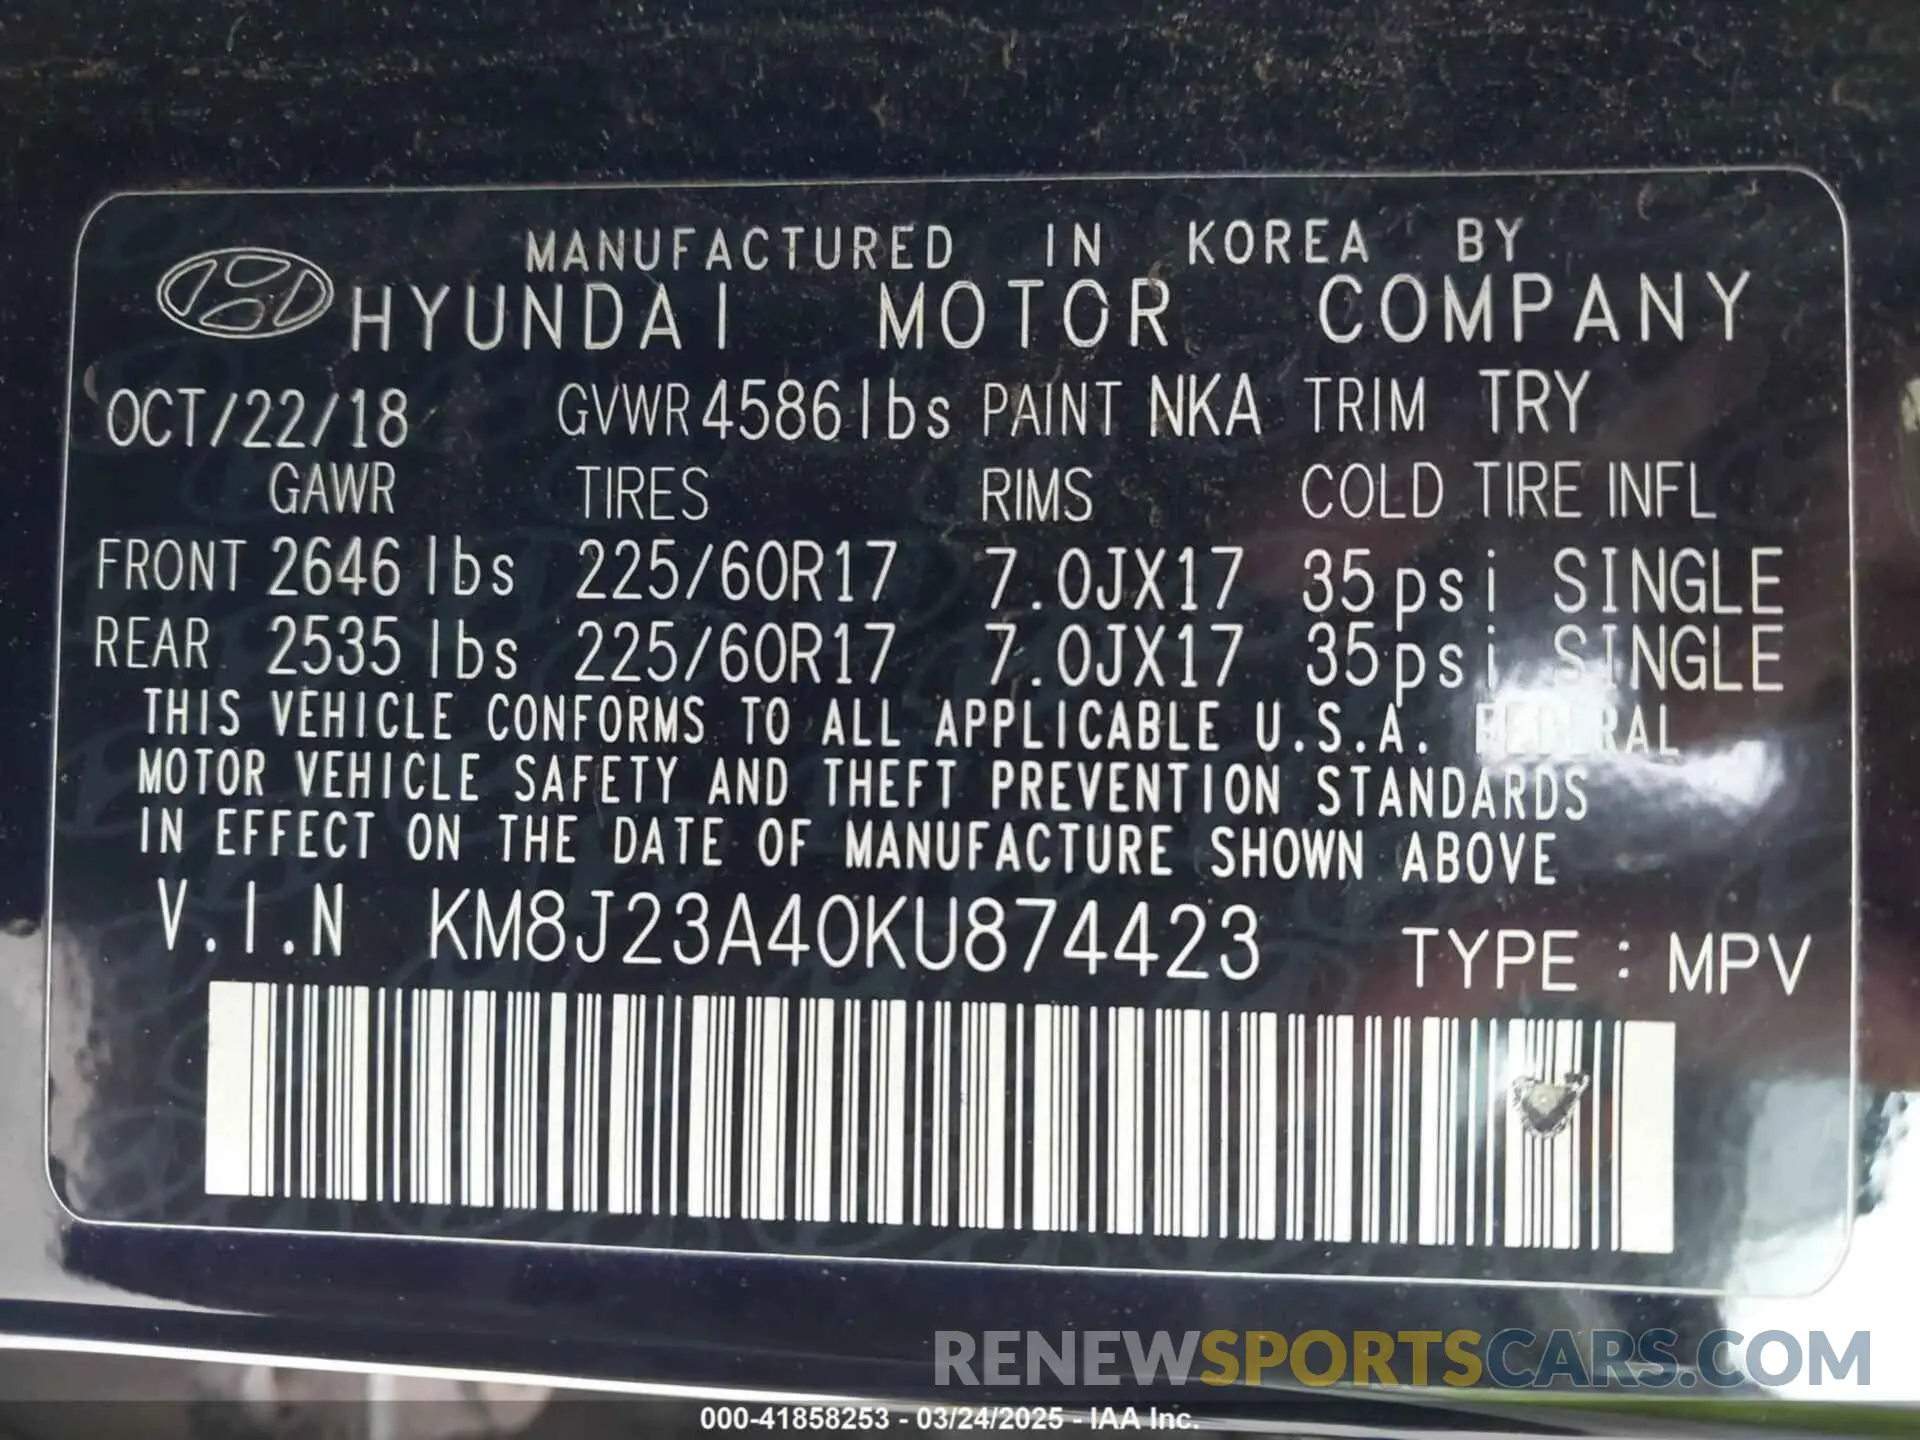 MANUFACTURED IN KOREA BY
HYUNDAI MOTOR COMPANY
OCT/22/18 GVWR 4586 lbs PAINT NKA TRIM TRY
GAWR TIRES RIMS COLD TIRE INFL
FRONT 2646 lbs 225/60R17 7.0JX17 35psi SINGLE
REAR 2535 lbs 225/60R17 7.0JX17 35psi SINGLE
THIS VEHICLE CONFORMS TO ALL APPLICABLE U.S.A. FEDERAL
MOTOR VEHICLE SAFETY AND THEFT PREVENTION STANDARDS
IN EFFECT ON THE DATE OF MANUFACTURE SHOWN ABOVE
V.I.N KM8J23A40KU874423 TYPE : MPV
RENEWSPORTSCARS.COM
000-41858253 - 03/24/2025 - IAA Inc.